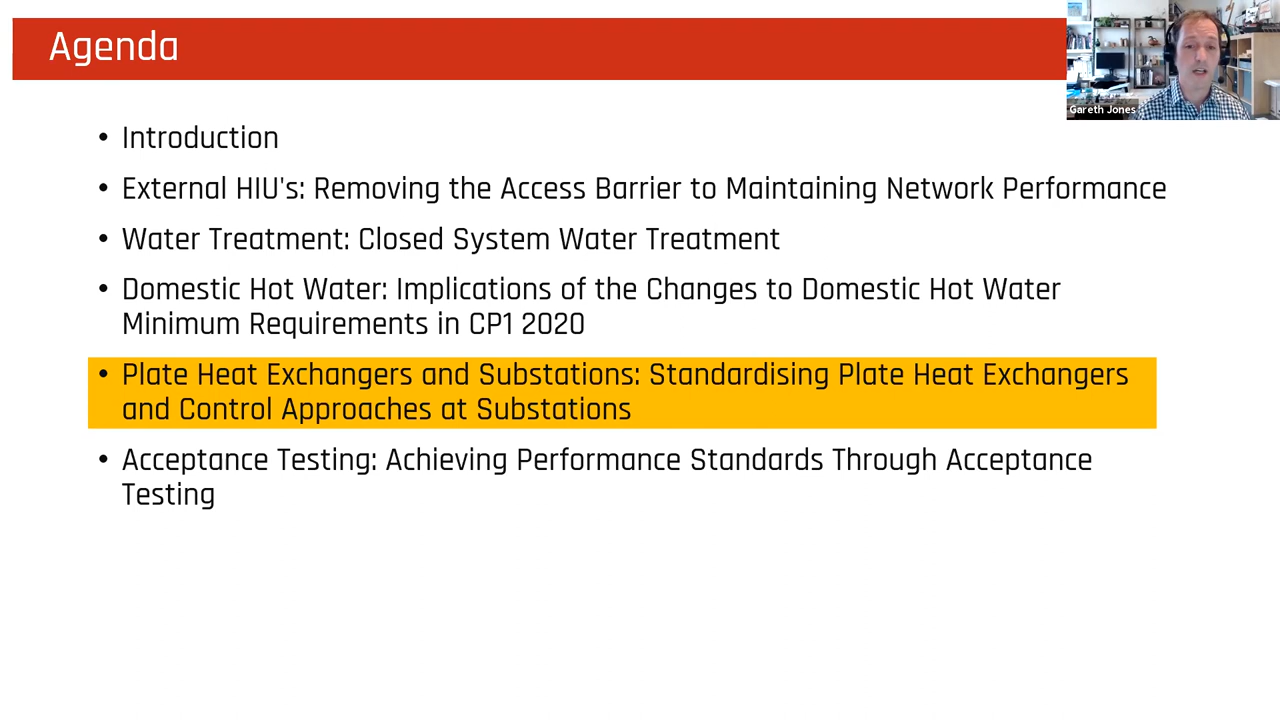 Agenda
Gareth Jones
• Introduction
• External HIU's: Removing the Access Barrier to Maintaining Network Performance
• Water Treatment: Closed System Water Treatment
• Domestic Hot Water: Implications of the Changes to Domestic Hot Water
Minimum Requirements in CP1 2020
• Plate Heat Exchangers and Substations: Standardising Plate Heat Exchangers
and Control Approaches at Substations
• Acceptance Testing: Achieving Performance Standards Through Acceptance
Testing